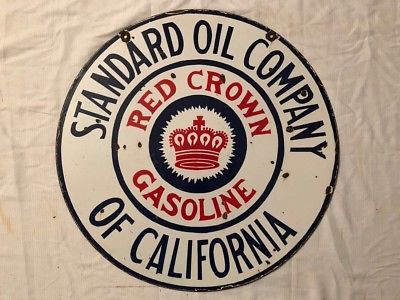 STANDARD OIL COMPANY
OF CALIFORNIA
RED CROWN
GASOLINE